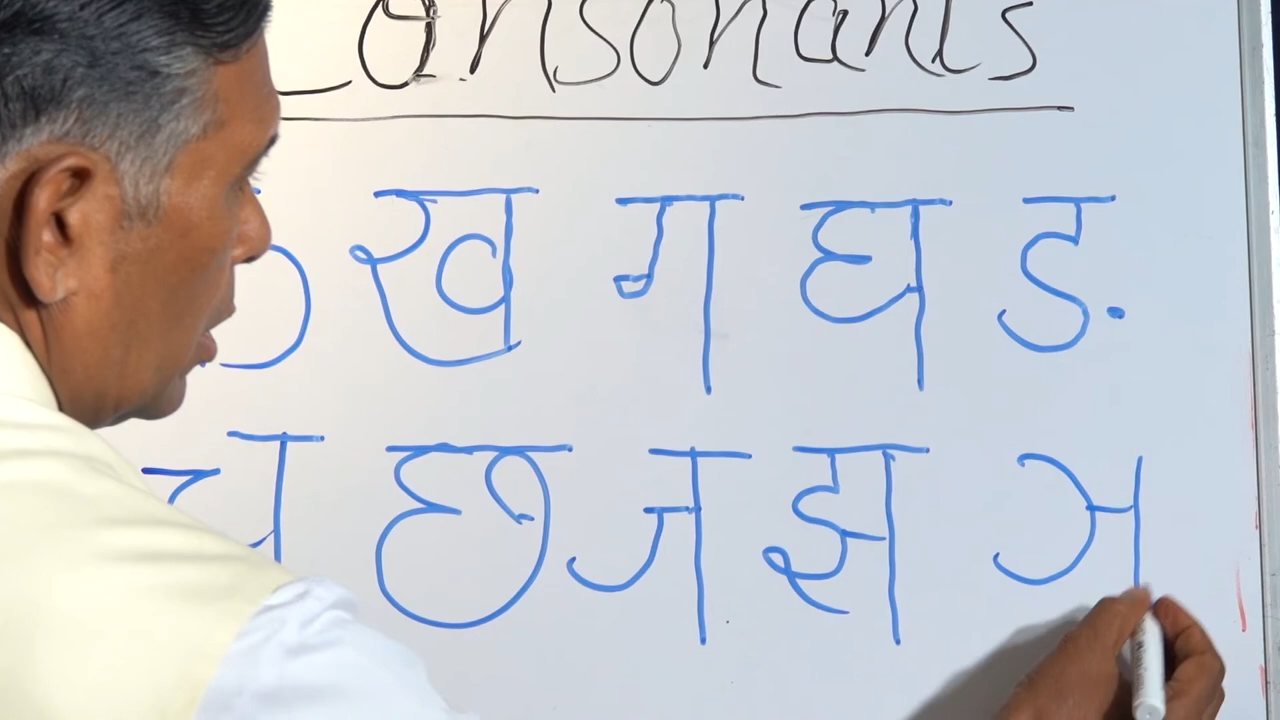 Consonants
क ख ग घ ङ
च छ ज झ ञ